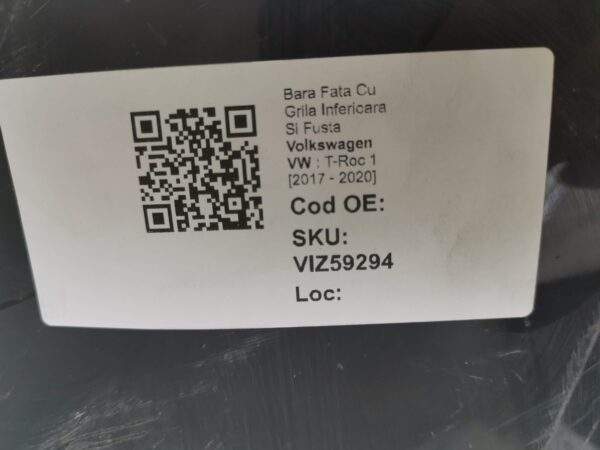 Bara Fata Cu
Grila Infericara
Si Fusta
Volkswagen
VW : T-Roc 1
[2017 - 2020]
Cod OE:
SKU:
VIZ59294
Loc: